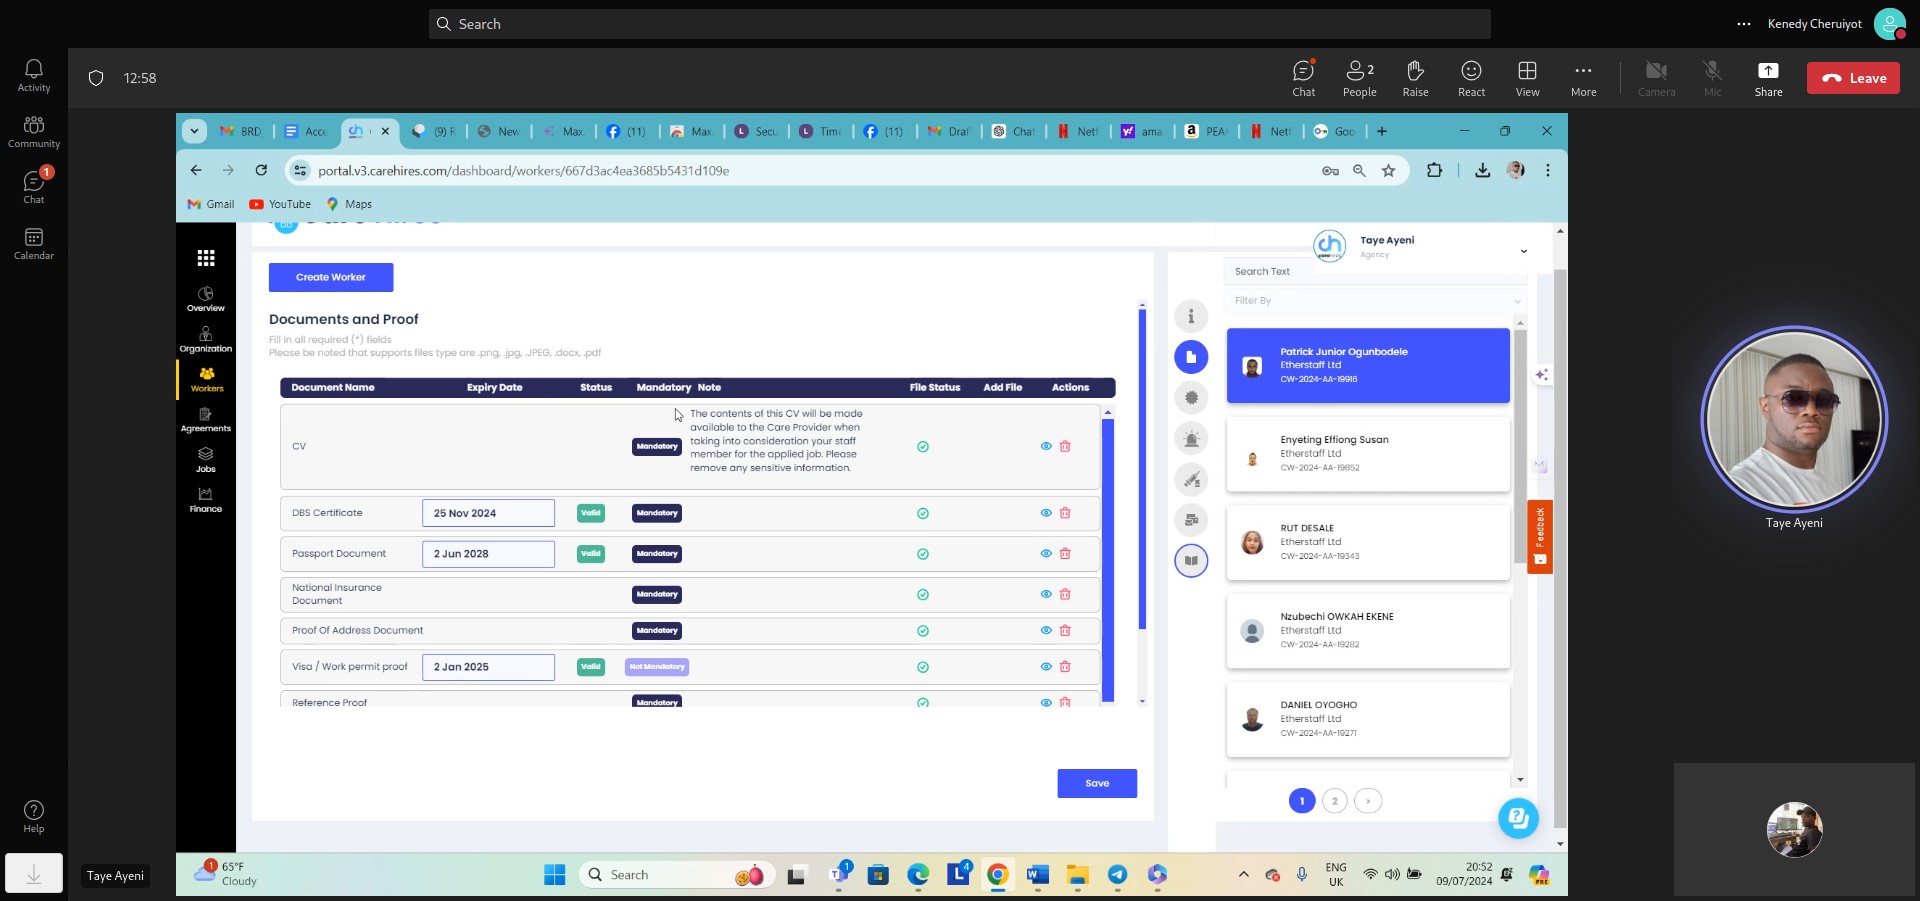 Search
Kenedy Cheruiyot
12:58
Activity
Community
1
Chat
Calendar
Help
Chat
2
People
Raise
React
View
More
Camera
Mic
Share
Leave
BRD
Acce
(9) F
New
Max
(11)
Max
Secu
Time
(11)
Draf
Chat
Netf
ama
PEA
Netf
Goo
portal.v3.carehires.com/dashboard/workers/667d3ac4ea3685b5431d109e
Gmail
YouTube
Maps
Overview
Organization
Workers
Agreements
Jobs
Finance
Create Worker
Taye Ayeni
Agency
Search Text
Filter By
Documents and Proof
Fill in all required (*) fields
Please be noted that supports files type are .png, .jpg, .JPEG, .docx, .pdf
Document Name Expiry Date Status Mandatory Note File Status Add File Actions
CV
Mandatory
The contents of this CV will be made
available to the Care Provider when
taking into consideration your staff
member for the applied job. Please
remove any sensitive information.
DBS Certificate 25 Nov 2024 Valid Mandatory
Passport Document 2 Jun 2028 Valid Mandatory
National Insurance
Document
Mandatory
Proof Of Address Document Mandatory
Visa / Work permit proof 2 Jan 2025 Valid Not Mandatory
Reference Proof Mandatory
Save
Patrick Junior Ogunbodele
Etherstaff Ltd
CW-2024-AA-19916
Enyeting Effiong Susan
Etherstaff Ltd
CW-2024-AA-19852
RUT DESALE
Etherstaff Ltd
CW-2024-AA-19343
Nzubechi OWKAH EKENE
Etherstaff Ltd
CW-2024-AA-19282
DANIEL OYOGHO
Etherstaff Ltd
CW-2024-AA-19271
1 2 >
Feedback
Taye Ayeni
Taye Ayeni
1
65°F
Cloudy
Search
1
4
ENG
UK
20:52
09/07/2024
PRE